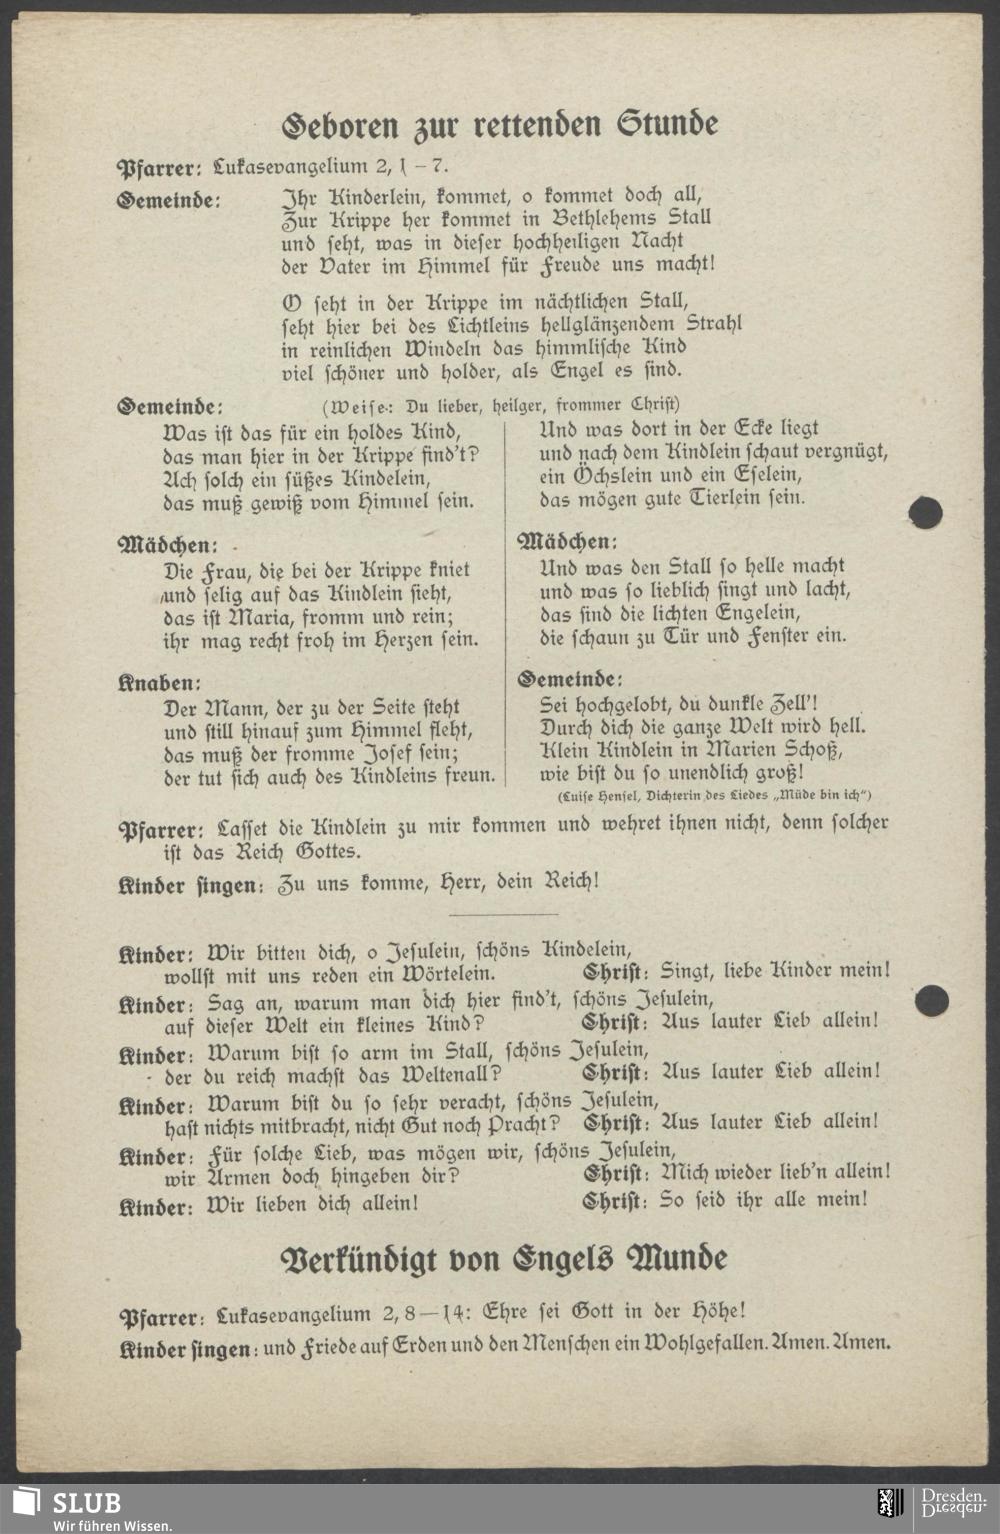 Geboren zur rettenden Stunde
Pfarrer: Lukasevangelium 2, 1–7.
Gemeinde: Ihr Kinderlein, kommet, o kommet doch all,
Zur Krippe her kommet in Bethlehems Stall
und seht, was in dieser hochheiligen Nacht
der Vater im Himmel für Freude uns macht!
O seht in der Krippe im nächtlichen Stall,
seht hier bei des Lichtleins hellglänzendem Strahl
in reinlichen Windeln das himmlische Kind
viel schöner und holder, als Engel es sind.
Gemeinde: (Weise: Du lieber, heilger, frommer Christ)
Was ist das für ein holdes Kind,
das man hier in der Krippe find't?
Ach solch ein süßes Kindelein,
das muß gewiß vom Himmel sein.
Mädchen:
Die Frau, die bei der Krippe kniet
und selig auf das Kindlein sieht,
das ist Maria, fromm und rein;
ihr mag recht froh im Herzen sein.
Knaben:
Der Mann, der zu der Seite steht
und still hinauf zum Himmel fleht,
das muß der fromme Josef sein;
der tut sich auch des Kindleins freun.
Und was dort in der Ecke liegt
und nach dem Kindlein schaut vergnügt,
ein Öchslein und ein Eselein,
das mögen gute Tierlein sein.
Mädchen:
Und was den Stall so helle macht
und was so lieblich singt und lacht,
das sind die lichten Engelein,
die schaun zu Tür und Fenster ein.
Gemeinde:
Sei hochgelobt, du dunkle Zell'!
Durch dich die ganze Welt wird hell.
Klein Kindlein in Marien Schoß,
wie bist du so unendlich groß!
(Luise Hensel, Dichterin des Liedes „Müde bin ich“)
Pfarrer: Lasset die Kindlein zu mir kommen und wehret ihnen nicht, denn solcher
ist das Reich Gottes.
Kinder singen: Zu uns komme, Herr, dein Reich!
Kinder: Wir bitten dich, o Jesulein, schöns Kindelein,
wollst mit uns reden ein Wörtelein. Christ: Singt, liebe Kinder mein!
Kinder: Sag an, warum man dich hier find't, schöns Jesulein,
auf dieser Welt ein kleines Kind? Christ: Aus lauter Lieb allein!
Kinder: Warum bist so arm im Stall, schöns Jesulein,
der du reich machst das Weltenall? Christ: Aus lauter Lieb allein!
Kinder: Warum bist du so sehr veracht, schöns Jesulein,
hast nichts mitbracht, nicht Gut noch Pracht? Christ: Aus lauter Lieb allein!
Kinder: Für solche Lieb, was mögen wir, schöns Jesulein,
wir Armen doch hingeben dir? Christ: Mich wieder lieb'n allein!
Kinder: Wir lieben dich allein! Christ: So seid ihr alle mein!
Verkündigt von Engels Munde
Pfarrer: Lukasevangelium 2, 8—14: Ehre sei Gott in der Höhe!
Kinder singen: und Friede auf Erden und den Menschen ein Wohlgefallen. Amen. Amen.
SLUB
Wir führen Wissen.
Dresden.
Dresden.